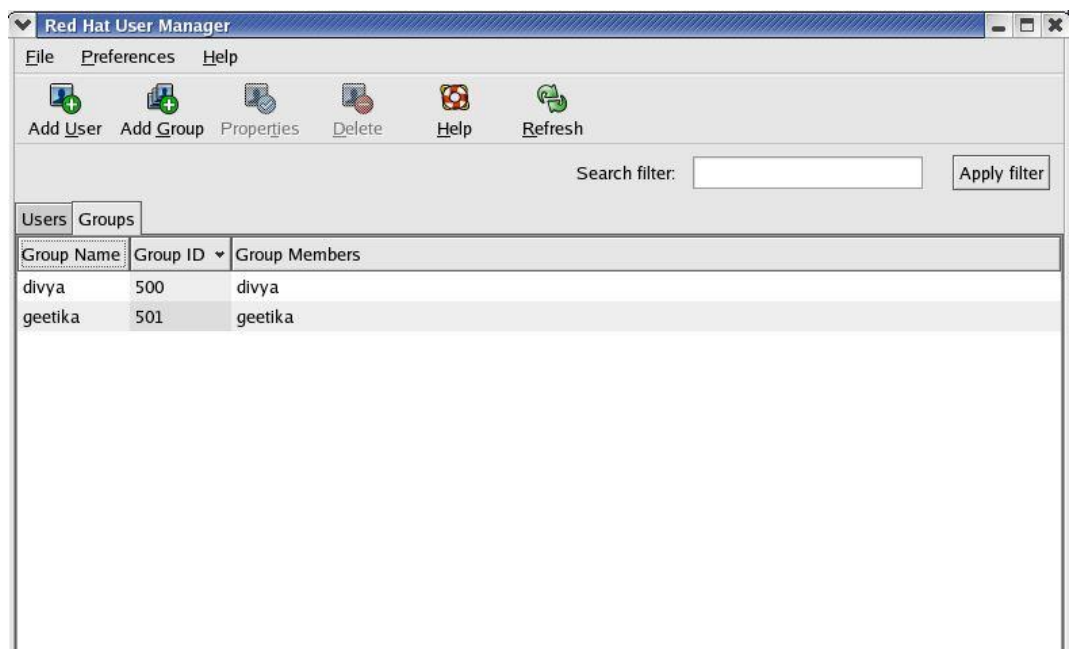 Red Hat User Manager
File Preferences Help
Add User Add Group Properties Delete Help Refresh
Search filter: Apply filter
Users Groups
Group Name Group ID Group Members
divya 500 divya
geetika 501 geetika